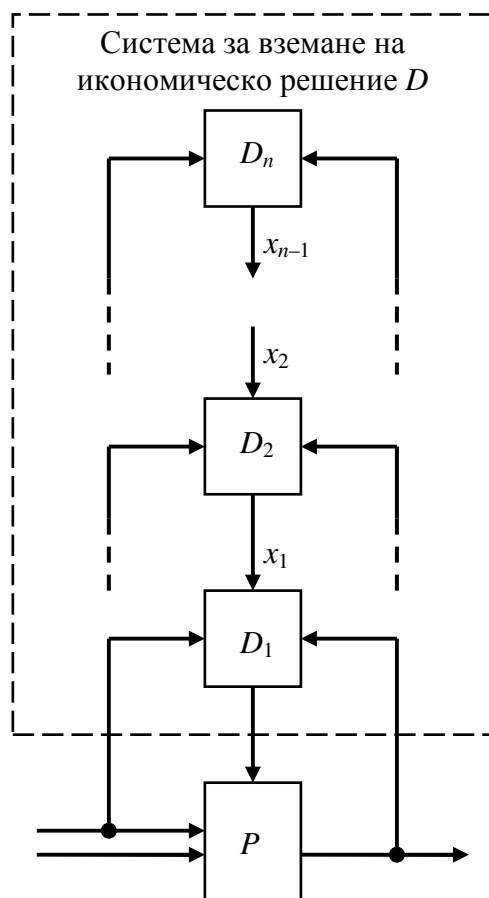 Система за вземане на
икономическо решение D
Dₙ
xₙ₋₁
x₂
D₂
x₁
D₁
P